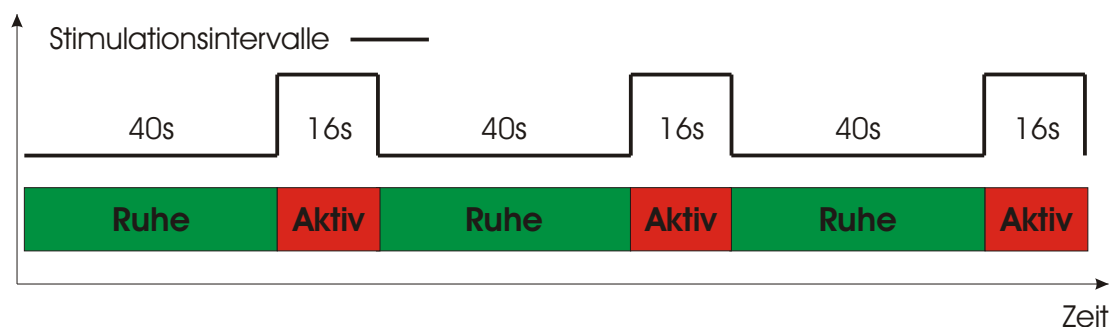 Stimulationsintervalle
40s 16s 40s 16s 40s 16s
Ruhe Aktiv Ruhe Aktiv Ruhe Aktiv
Zeit